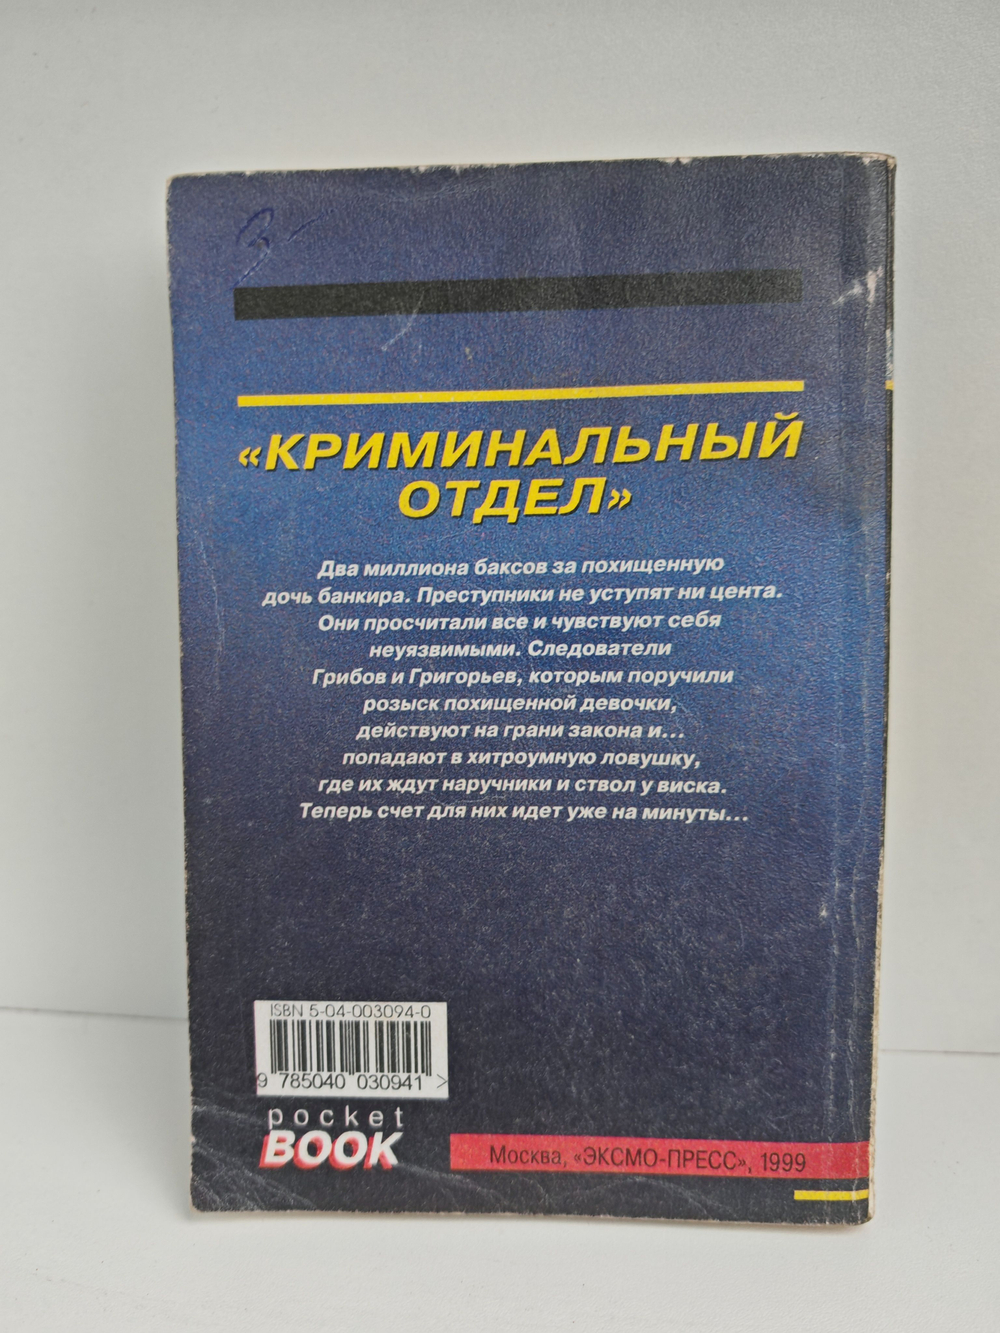 3-
«КРИМИНАЛЬНЫЙ
ОТДЕЛ»
Два миллиона баксов за похищенную
дочь банкира. Преступники не уступят ни цента.
Они просчитали все и чувствуют себя
неуязвимыми. Следователи
Грибов и Григорьев, которым поручили
розыск похищенной девочки,
действуют на грани закона и...
попадают в хитроумную ловушку,
где их ждут наручники и ствол у виска.
Теперь счет для них идет уже на минуты...
ISBN 5-04-003094-0
9 785040 030941 >
pocket
BOOK
Москва, «ЭКСМО-ПРЕСС», 1999